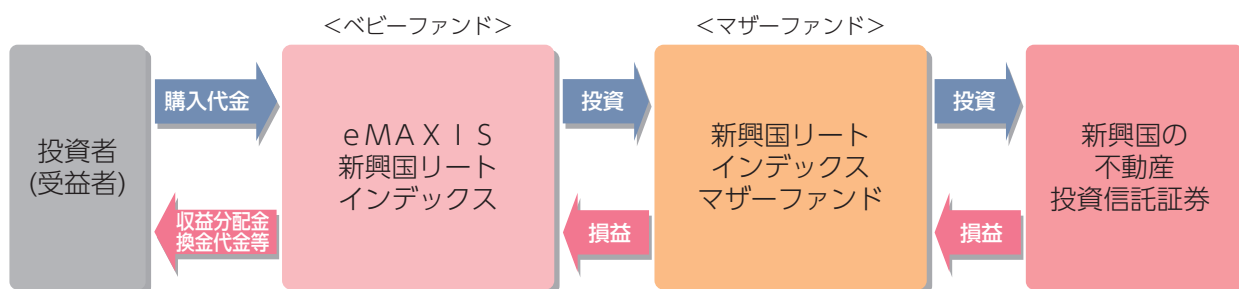 ＜ベビーファンド＞
＜マザーファンド＞
投資者
(受益者)
購入代金
収益分配金
換金代金等
ｅＭＡＸＩＳ
新興国リート
インデックス
投資
損益
新興国リート
インデックス
マザーファンド
投資
損益
新興国の
不動産
投資信託証券